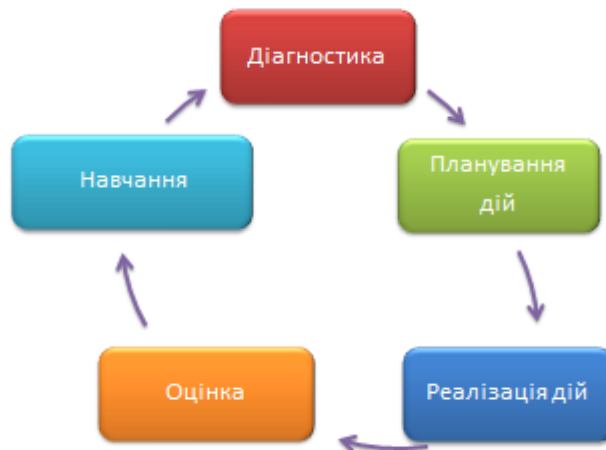 Діагностика
Планування
дій
Реалізація дій
Оцінка
Навчання